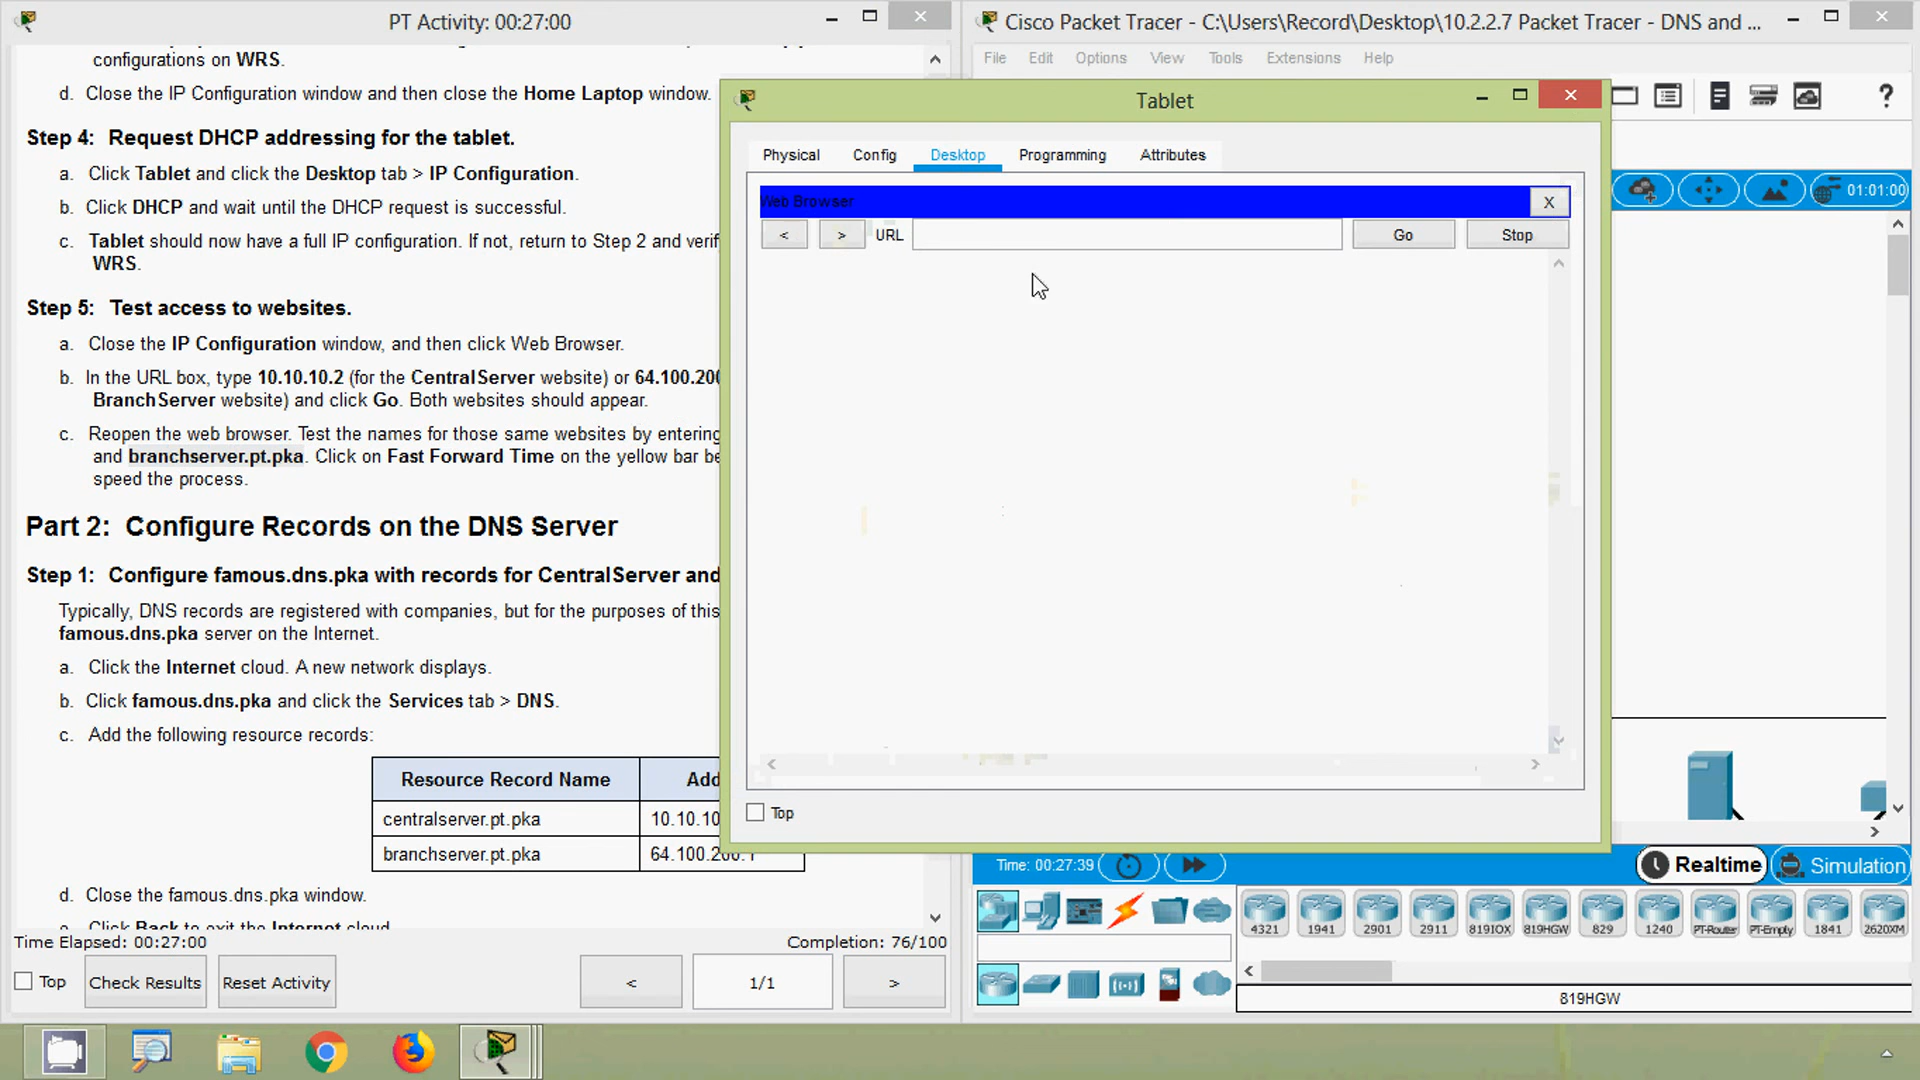 PT Activity: 00:27:00
configurations on WRS.
d. Close the IP Configuration window and then close the Home Laptop window.
Step 4: Request DHCP addressing for the tablet.
a. Click Tablet and click the Desktop tab > IP Configuration.
b. Click DHCP and wait until the DHCP request is successful.
c. Tablet should now have a full IP configuration. If not, return to Step 2 and verif
WRS.
Step 5: Test access to websites.
a. Close the IP Configuration window, and then click Web Browser.
b. In the URL box, type 10.10.10.2 (for the CentralServer website) or 64.100.200
BranchServer website) and click Go. Both websites should appear.
c. Reopen the web browser. Test the names for those same websites by entering
and branchserver.pt.pka. Click on Fast Forward Time on the yellow bar be
speed the process.
Part 2: Configure Records on the DNS Server
Step 1: Configure famous.dns.pka with records for CentralServer and
Typically, DNS records are registered with companies, but for the purposes of this
famous.dns.pka server on the Internet.
a. Click the Internet cloud. A new network displays.
b. Click famous.dns.pka and click the Services tab > DNS.
c. Add the following resource records:
Resource Record Name Add
centralserver.pt.pka 10.10.10
branchserver.pt.pka 64.100.200.1
d. Close the famous.dns.pka window.
e. Click Back to exit the Internet cloud
Time Elapsed: 00:27:00 Completion: 76/100
Top Check Results Reset Activity < 1/1 >
Cisco Packet Tracer - C:\Users\Record\Desktop\10.2.2.7 Packet Tracer - DNS and ...
File Edit Options View Tools Extensions Help
?
01:01:00
Tablet
Physical Config Desktop Programming Attributes
Web Browser X
< > URL Go Stop
Top
Time: 00:27:39 Realtime Simulation
4321 1941 2901 2911 819IOX 819HGW 829 1240 PT-Router PT-Empty 1841 2620XM
819HGW